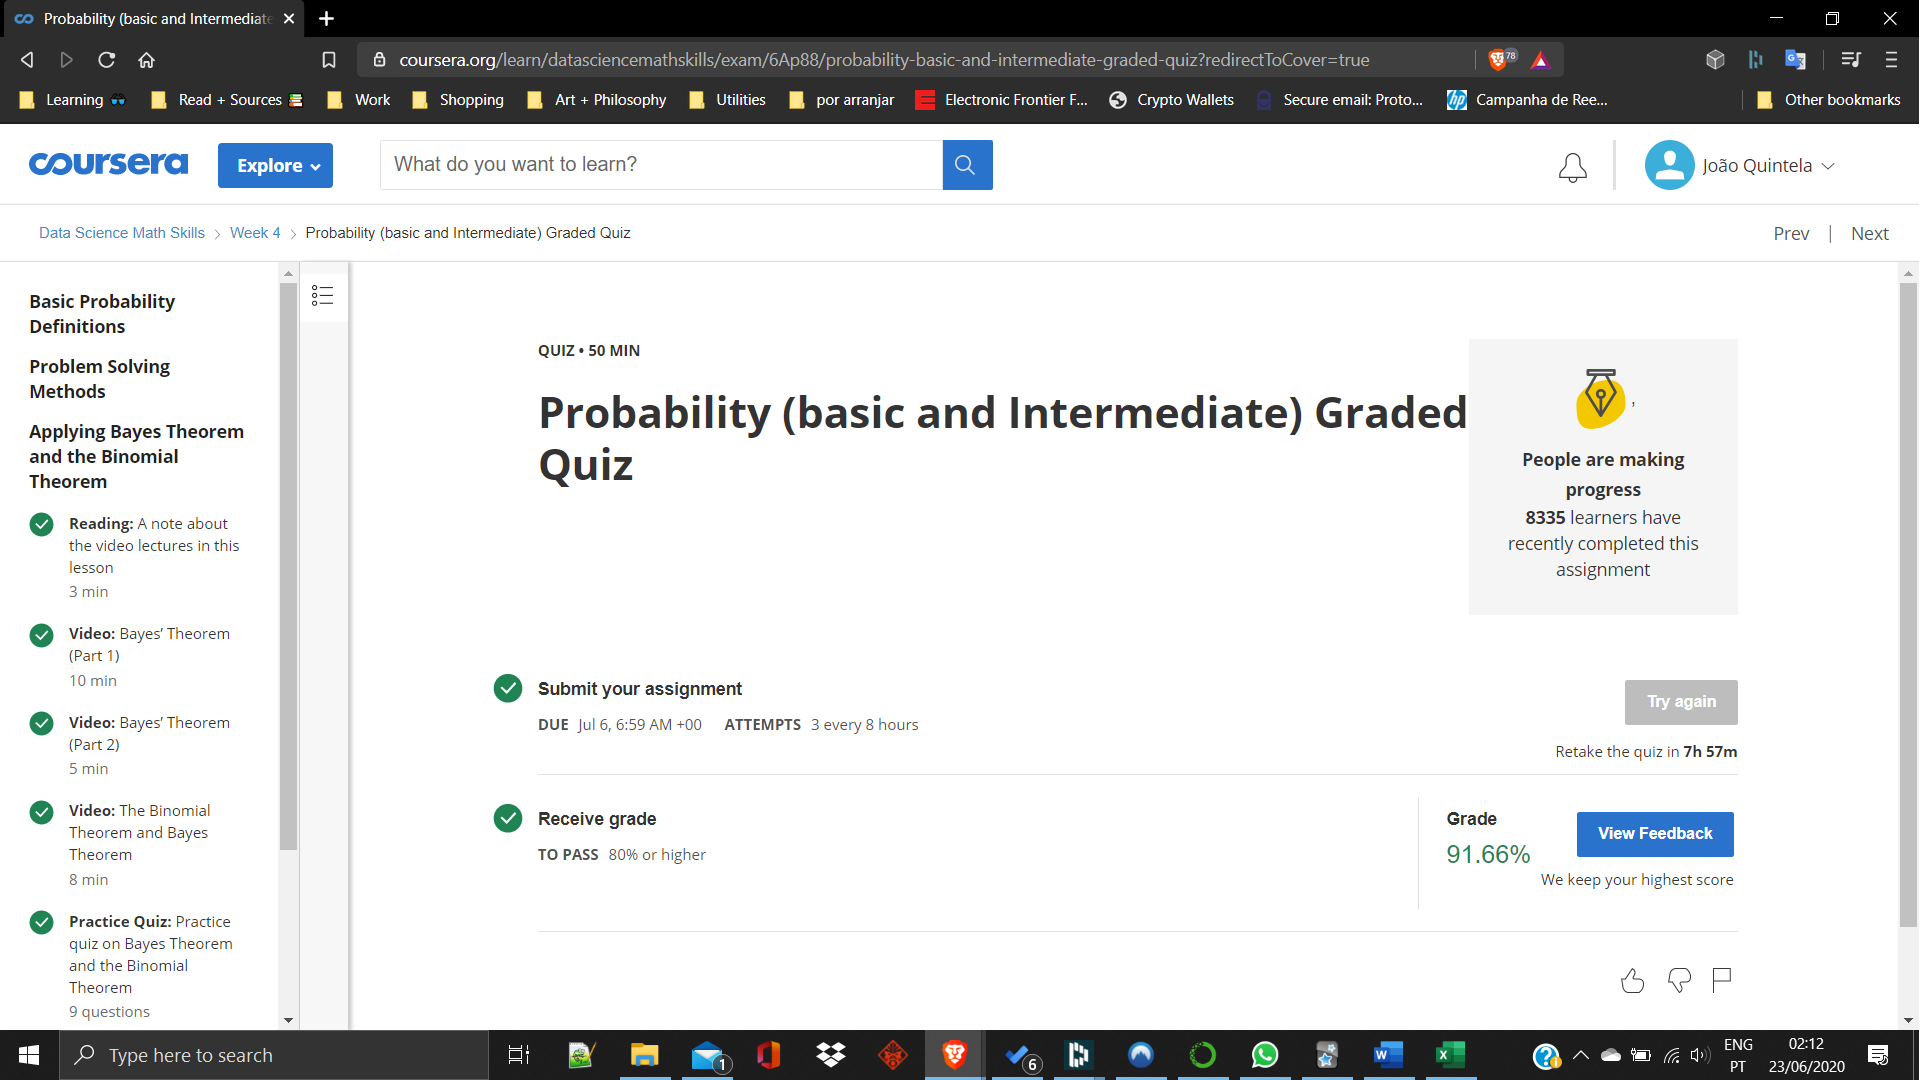 Probability (basic and Intermediate
coursera.org/learn/datasciencemathskills/exam/6Ap88/probability-basic-and-intermediate-graded-quiz?redirectToCover=true
78
Learning
Read + Sources
Work
Shopping
Art + Philosophy
Utilities
por arranjar
Electronic Frontier F...
Crypto Wallets
Secure email: Proto...
Campanha de Ree...
Other bookmarks
coursera
Explore
What do you want to learn?
João Quintela
Data Science Math Skills > Week 4 > Probability (basic and Intermediate) Graded Quiz
Prev | Next
Basic Probability
Definitions
Problem Solving
Methods
Applying Bayes Theorem
and the Binomial
Theorem
Reading: A note about
the video lectures in this
lesson
3 min
Video: Bayes’ Theorem
(Part 1)
10 min
Video: Bayes’ Theorem
(Part 2)
5 min
Video: The Binomial
Theorem and Bayes
Theorem
8 min
Practice Quiz: Practice
quiz on Bayes Theorem
and the Binomial
Theorem
9 questions
QUIZ • 50 MIN
Probability (basic and Intermediate) Graded
Quiz
,
People are making
progress
8335 learners have
recently completed this
assignment
Submit your assignment
DUE Jul 6, 6:59 AM +00 ATTEMPTS 3 every 8 hours
Try again
Retake the quiz in 7h 57m
Receive grade
TO PASS 80% or higher
Grade
91.66%
View Feedback
We keep your highest score
Type here to search
1
6
ENG
PT
02:12
23/06/2020